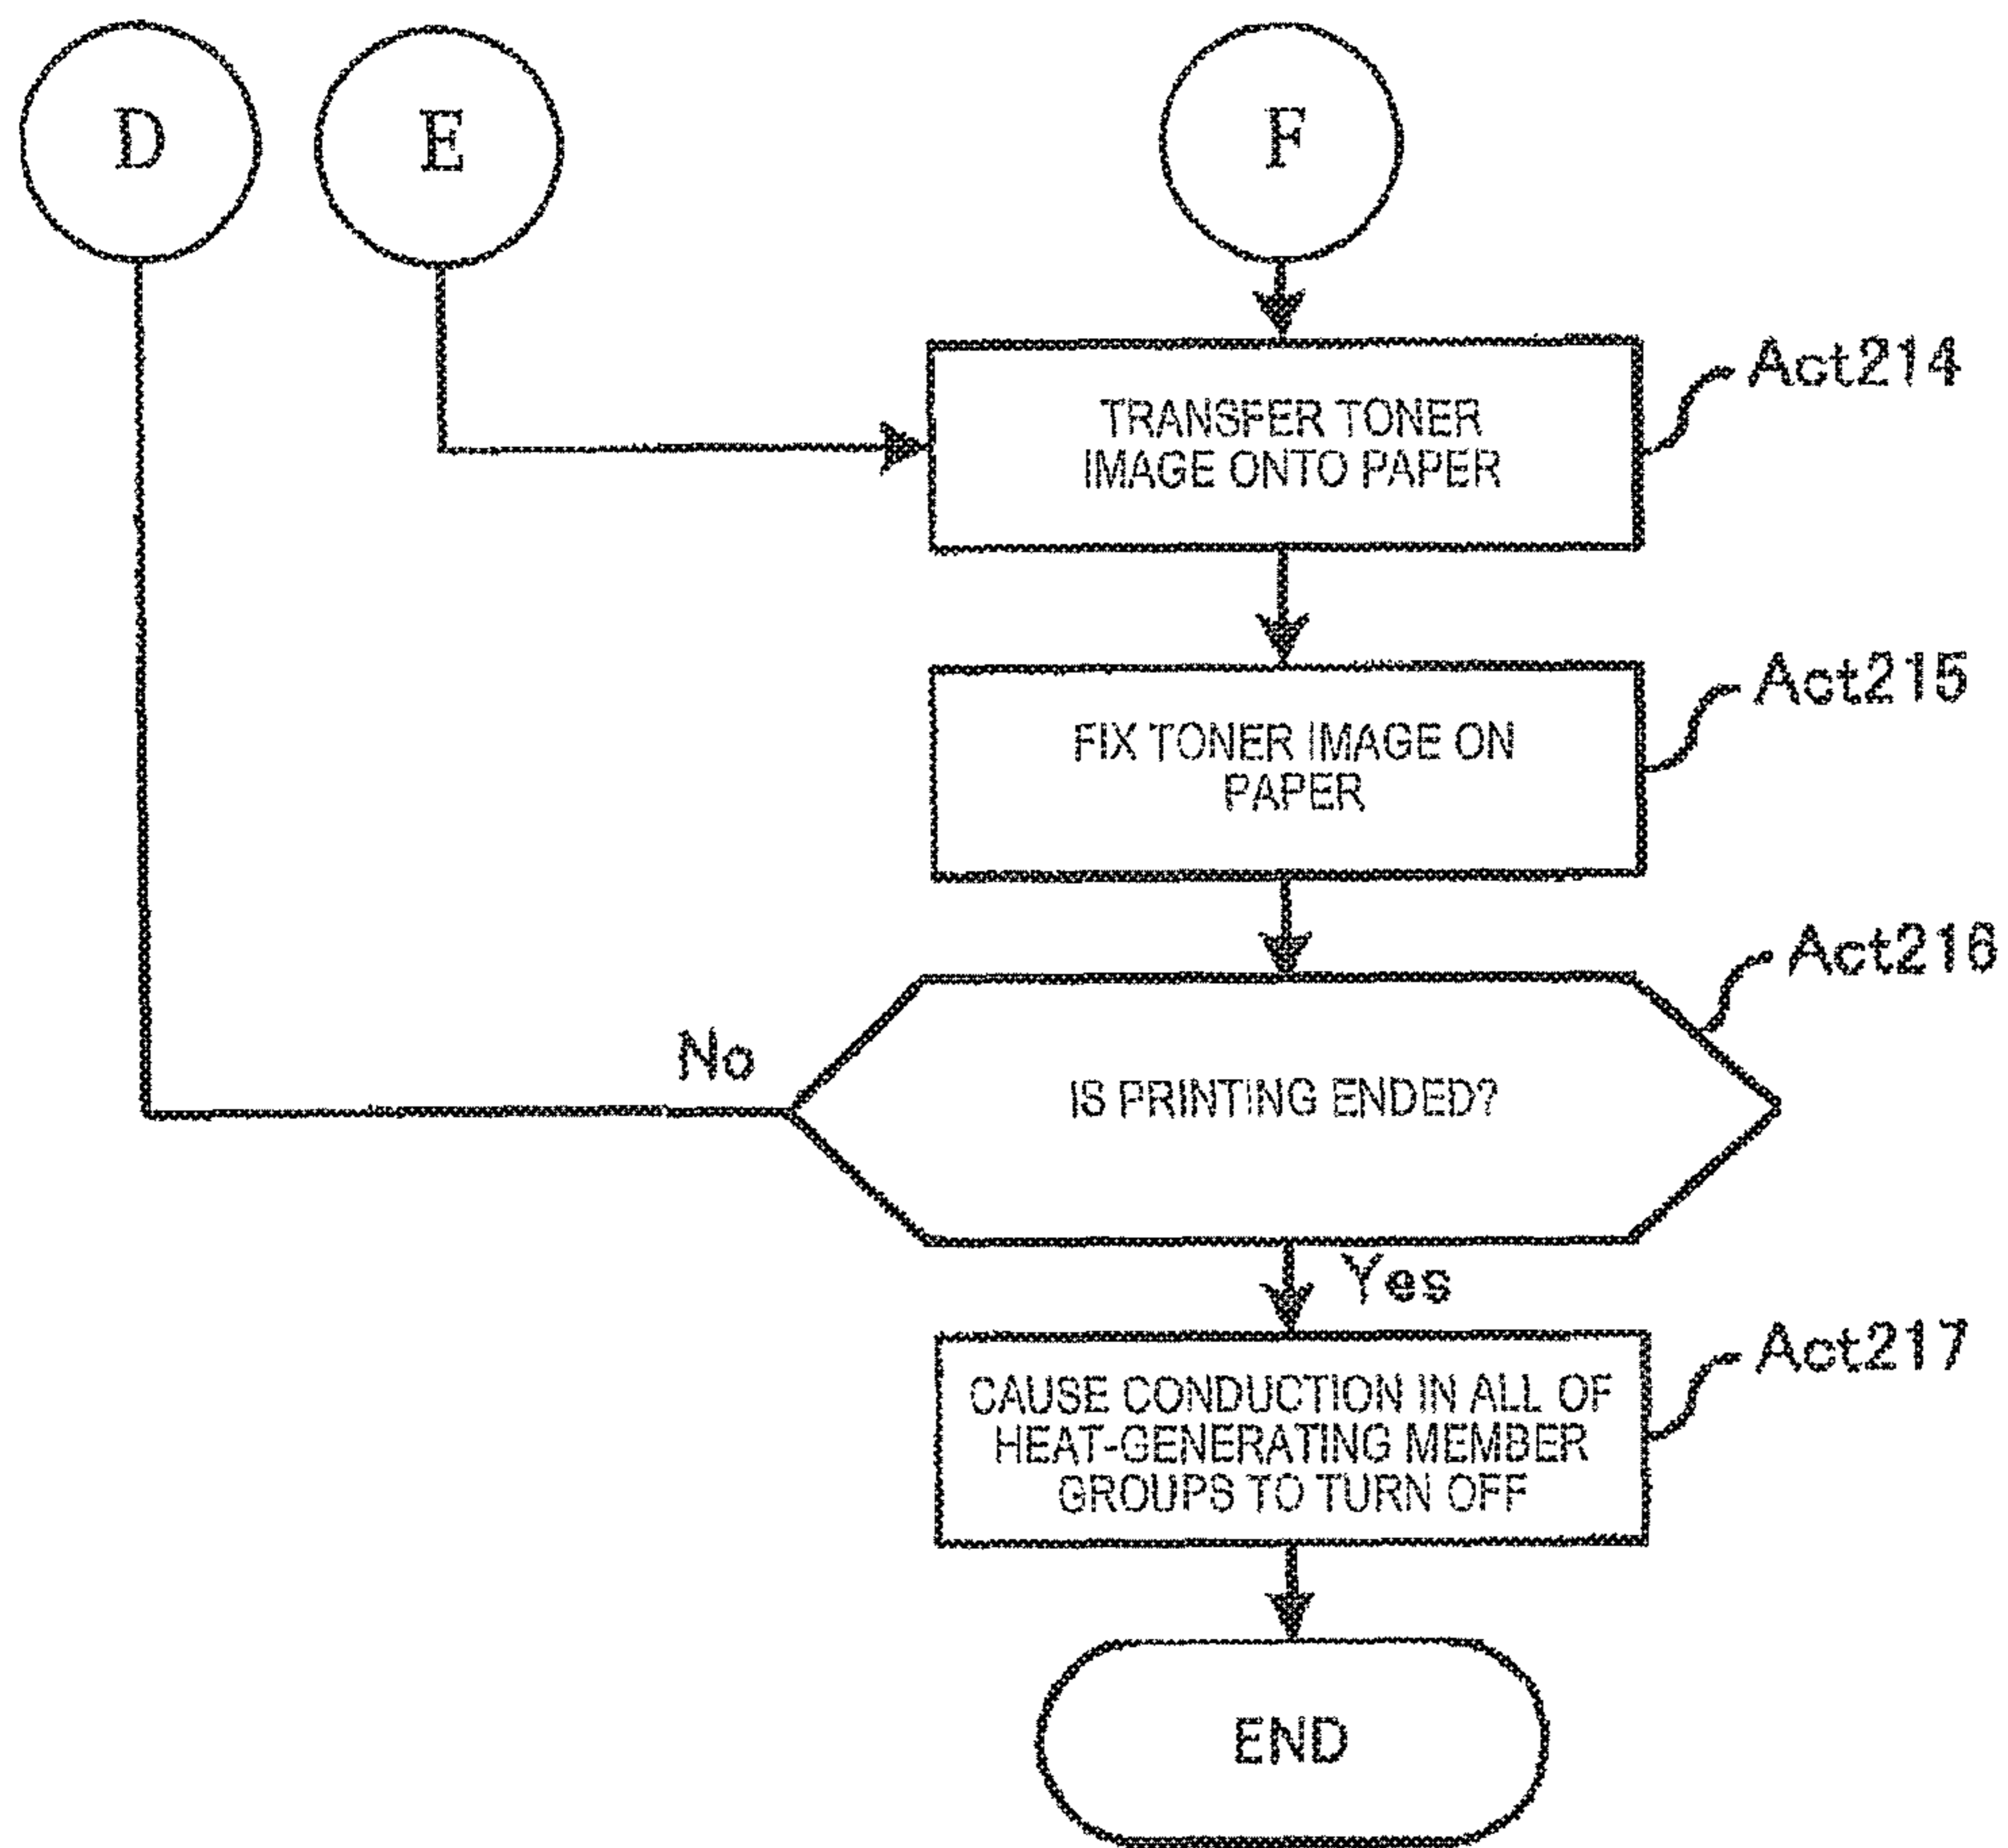 D
E
F
Act214
TRANSFER TONER
IMAGE ONTO PAPER
Act215
FIX TONER IMAGE ON
PAPER
Act216
No
IS PRINTING ENDED?
Yes
Act217
CAUSE CONDUCTION IN ALL OF
HEAT-GENERATING MEMBER
GROUPS TO TURN OFF
END